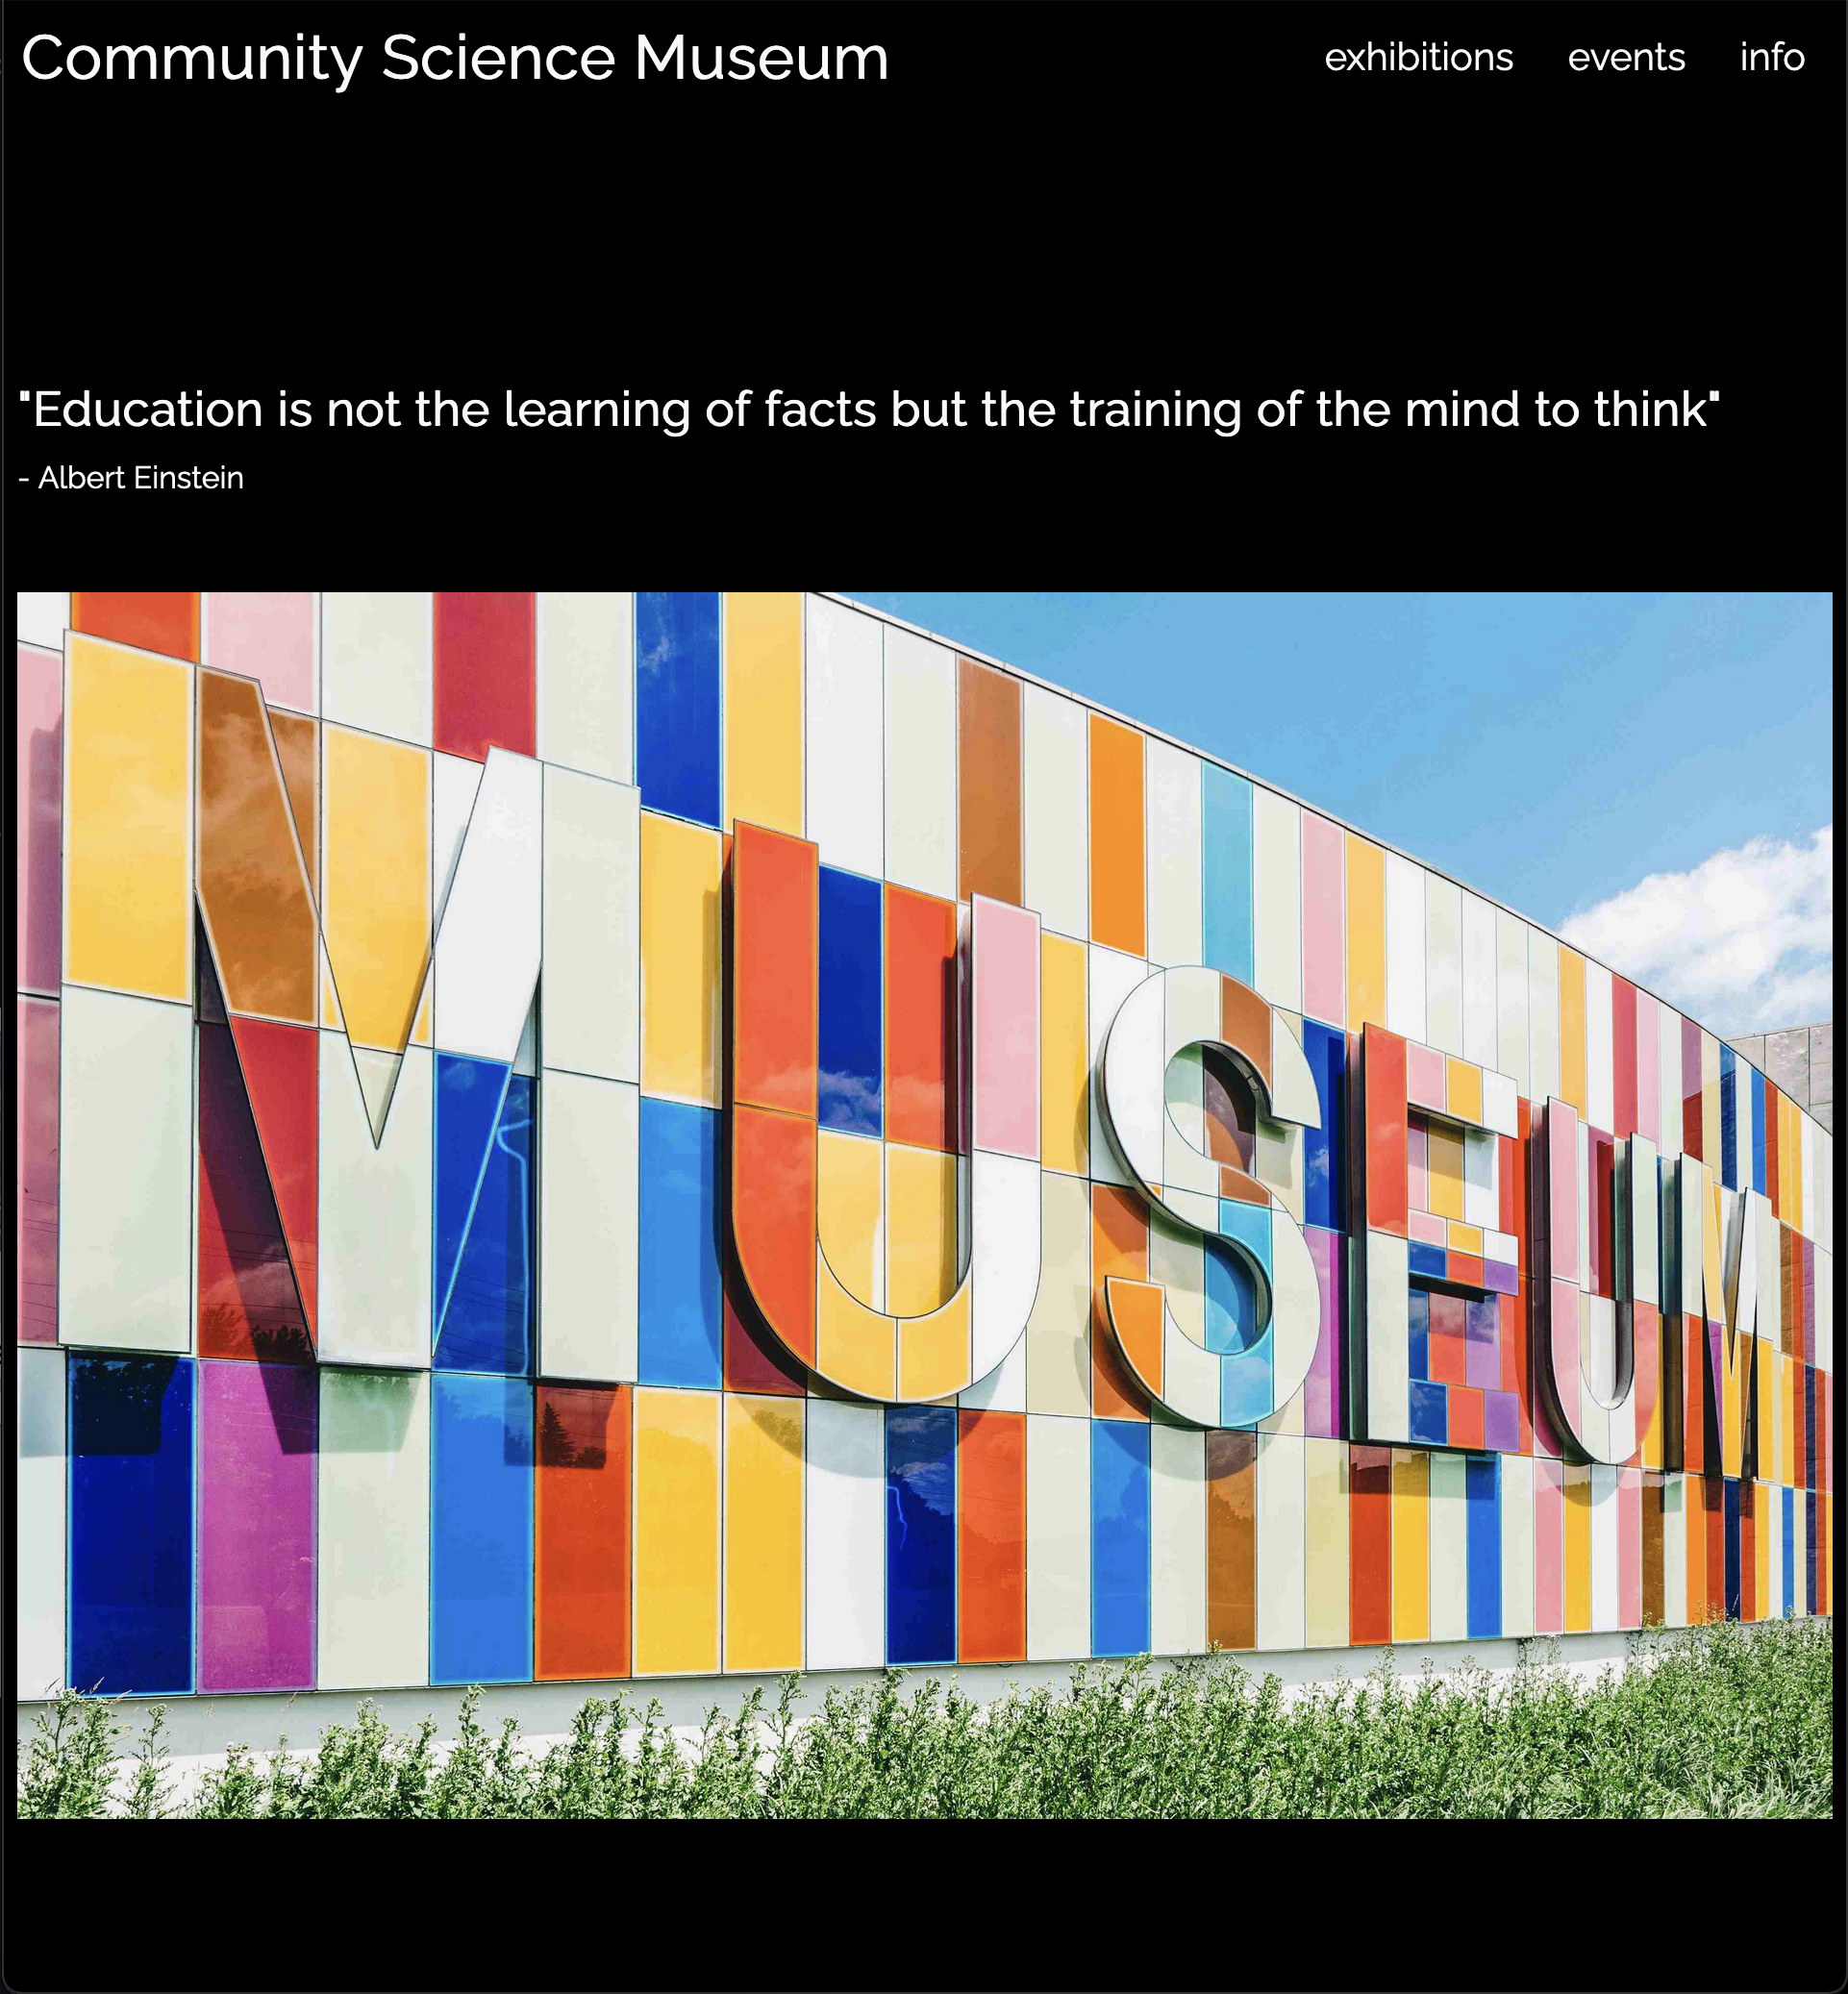 Community Science Museum
exhibitions events info
"Education is not the learning of facts but the training of the mind to think"
- Albert Einstein
MUSEUM